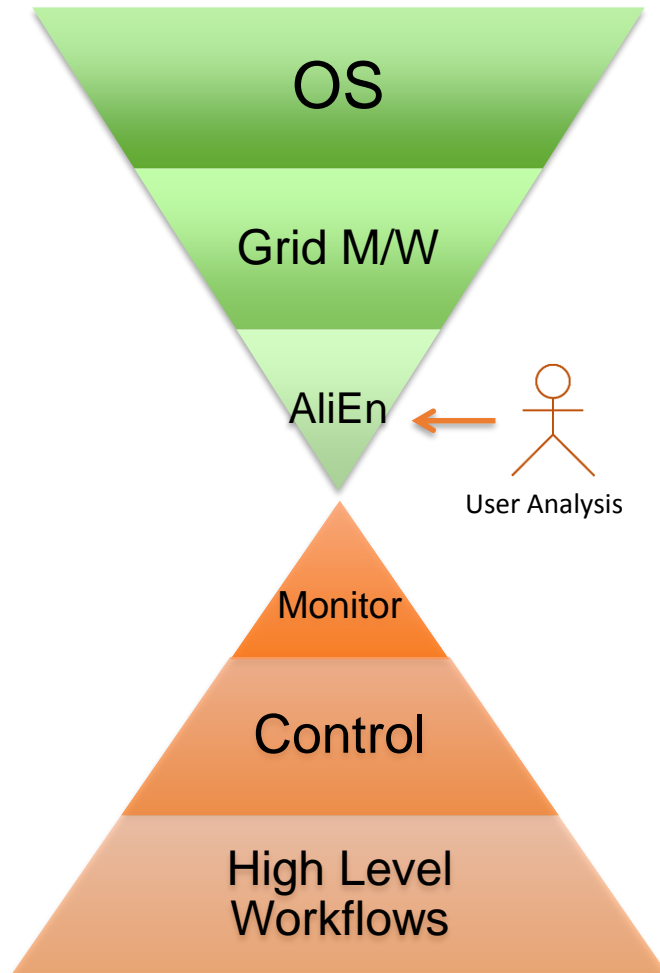 OS
Grid M/W
AliEn
User Analysis
Monitor
Control
High Level
Workflows